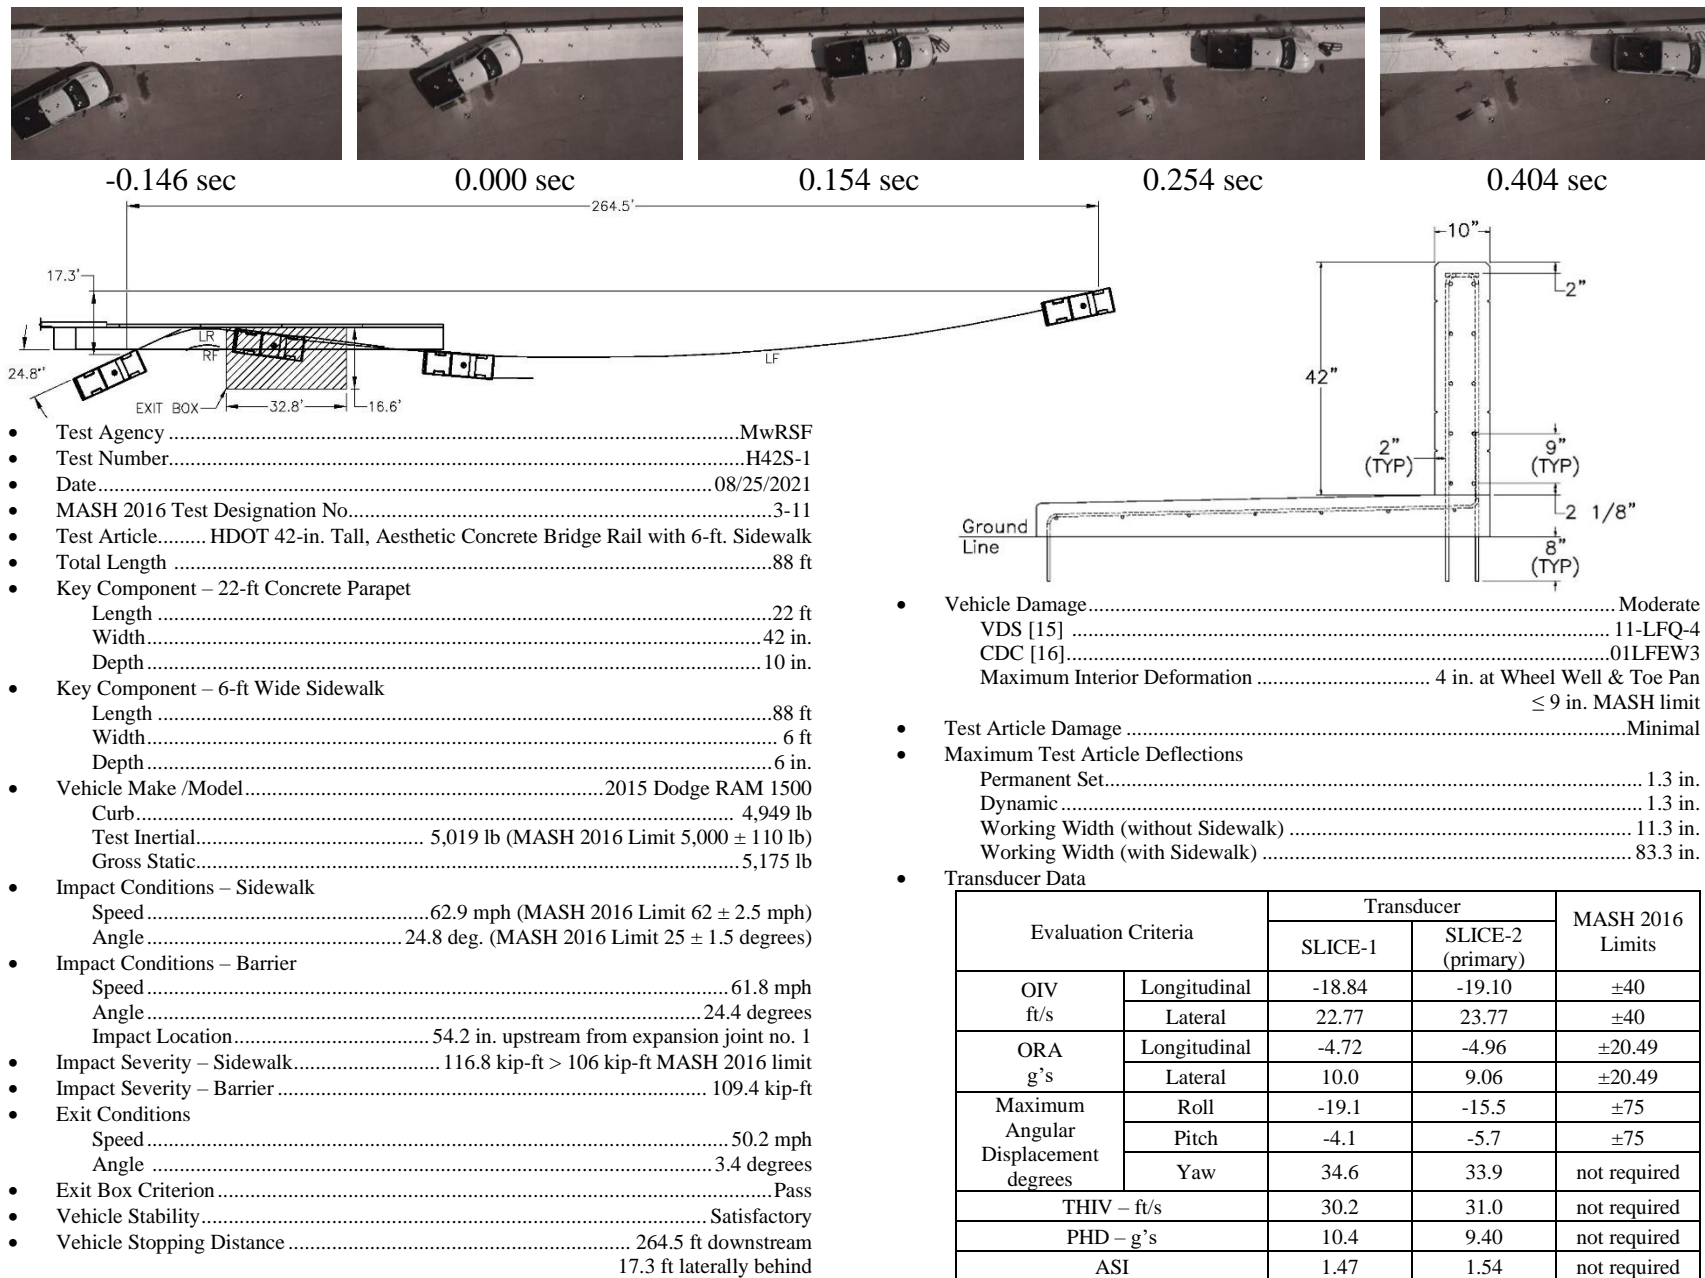 -0.146 sec
0.000 sec
0.154 sec
0.254 sec
0.404 sec
264.5'
17.3'
24.8°'
LR
RF
LF
EXIT BOX
32.8'
16.6'
10"
2"
42"
2"
(TYP)
9"
(TYP)
2 1/8"
Ground
Line
8"
(TYP)
• Test Agency ........ MwRSF
• Test Number ........ H42S-1
• Date ........ 08/25/2021
• MASH 2016 Test Designation No. ........ 3-11
• Test Article ........ HDOT 42-in. Tall, Aesthetic Concrete Bridge Rail with 6-ft. Sidewalk
• Total Length ........ 88 ft
• Key Component – 22-ft Concrete Parapet
Length ........ 22 ft
Width ........ 42 in.
Depth ........ 10 in.
• Key Component – 6-ft Wide Sidewalk
Length ........ 88 ft
Width ........ 6 ft
Depth ........ 6 in.
• Vehicle Make /Model ........ 2015 Dodge RAM 1500
Curb ........ 4,949 lb
Test Inertial ........ 5,019 lb (MASH 2016 Limit 5,000 ± 110 lb)
Gross Static ........ 5,175 lb
• Impact Conditions – Sidewalk
Speed ........ 62.9 mph (MASH 2016 Limit 62 ± 2.5 mph)
Angle ........ 24.8 deg. (MASH 2016 Limit 25 ± 1.5 degrees)
• Impact Conditions – Barrier
Speed ........ 61.8 mph
Angle ........ 24.4 degrees
Impact Location ........ 54.2 in. upstream from expansion joint no. 1
• Impact Severity – Sidewalk ........ 116.8 kip-ft > 106 kip-ft MASH 2016 limit
• Impact Severity – Barrier ........ 109.4 kip-ft
• Exit Conditions
Speed ........ 50.2 mph
Angle ........ 3.4 degrees
• Exit Box Criterion ........ Pass
• Vehicle Stability ........ Satisfactory
• Vehicle Stopping Distance ........ 264.5 ft downstream
17.3 ft laterally behind
• Vehicle Damage ........ Moderate
VDS [15] ........ 11-LFQ-4
CDC [16] ........ 01LFEW3
Maximum Interior Deformation ........ 4 in. at Wheel Well & Toe Pan
≤ 9 in. MASH limit
• Test Article Damage ........ Minimal
• Maximum Test Article Deflections
Permanent Set ........ 1.3 in.
Dynamic ........ 1.3 in.
Working Width (without Sidewalk) ........ 11.3 in.
Working Width (with Sidewalk) ........ 83.3 in.
• Transducer Data
Evaluation Criteria
Transducer
MASH 2016
Limits
SLICE-1
SLICE-2
(primary)
OIV
ft/s
Longitudinal -18.84 -19.10 ±40
Lateral 22.77 23.77 ±40
ORA
g's
Longitudinal -4.72 -4.96 ±20.49
Lateral 10.0 9.06 ±20.49
Maximum
Angular
Displacement
degrees
Roll -19.1 -15.5 ±75
Pitch -4.1 -5.7 ±75
Yaw 34.6 33.9 not required
THIV – ft/s 30.2 31.0 not required
PHD – g's 10.4 9.40 not required
ASI 1.47 1.54 not required